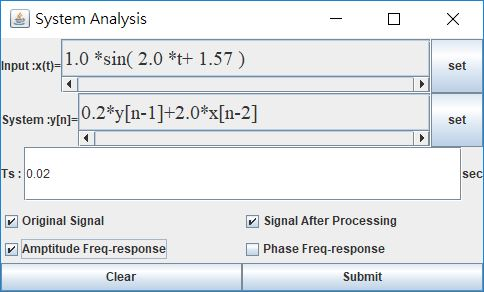 System Analysis
Input :x(t)= 1.0 *sin( 2.0 *t+ 1.57 ) set
System :y[n]= 0.2*y[n-1]+2.0*x[n-2] set
Ts : 0.02 sec
Original Signal Signal After Processing
Amptitude Freq-response Phase Freq-response
Clear Submit